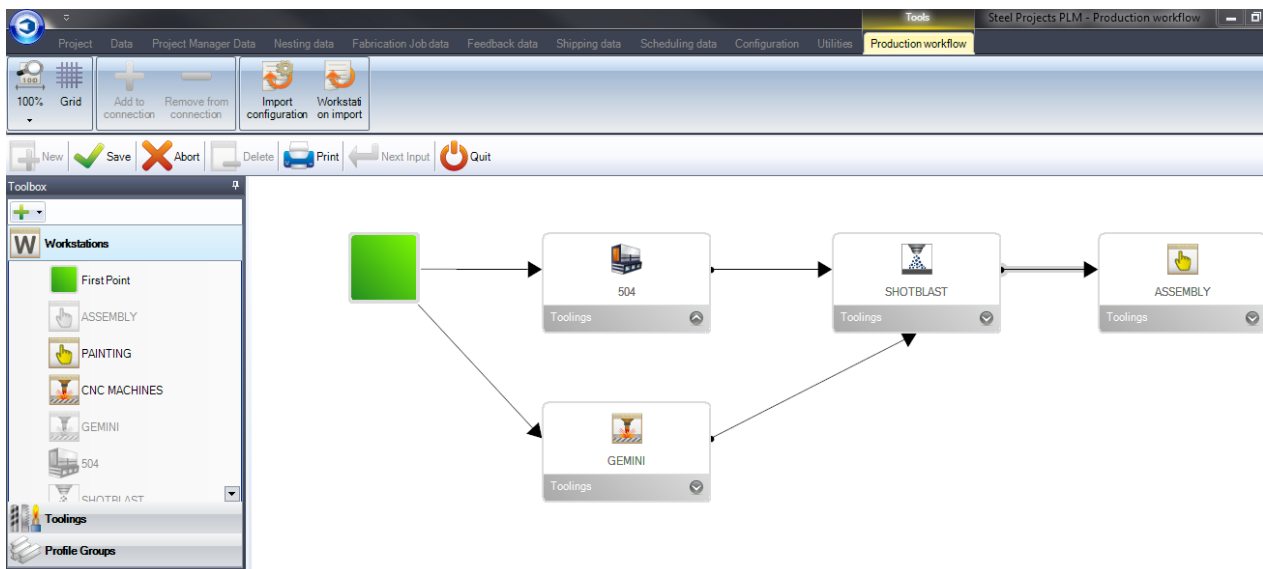 Tools
Steel Projects PLM - Production workflow
Project Data Project Manager Data Nesting data Fabrication Job data Feedback data Shipping data Scheduling data Configuration Utilities Production workflow
100
100% Grid Add to Remove from Import Workstati
connection connection configuration on import
New Save Abort Delete Print Next Input Quit
Toolbox
W Workstations
First Point
ASSEMBLY
PAINTING
CNC MACHINES
GEMINI
504
SHOTBLAST
Toolings
Profile Groups
504 SHOTBLAST ASSEMBLY
Toolings Toolings Toolings
GEMINI
Toolings